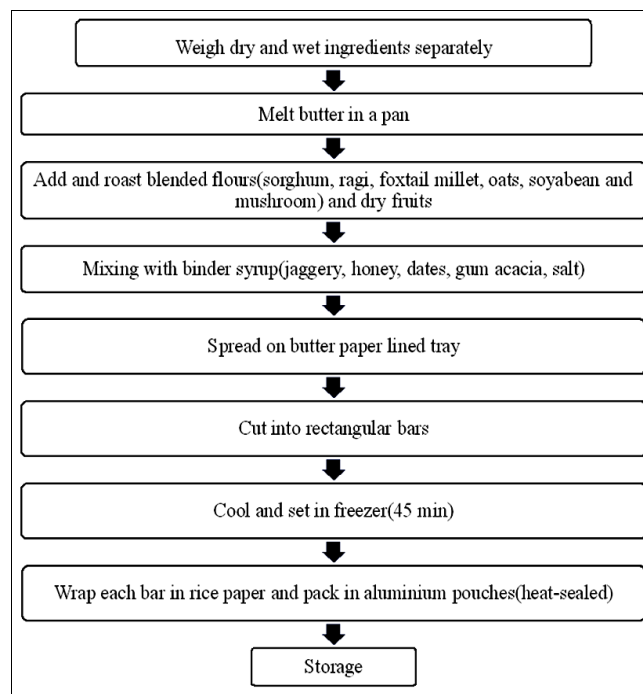 Weigh dry and wet ingredients separately
Melt butter in a pan
Add and roast blended flours(sorghum, ragi, foxtail millet, oats, soyabean and
mushroom) and dry fruits
Mixing with binder syrup(jaggery, honey, dates, gum acacia, salt)
Spread on butter paper lined tray
Cut into rectangular bars
Cool and set in freezer(45 min)
Wrap each bar in rice paper and pack in aluminium pouches(heat-sealed)
Storage